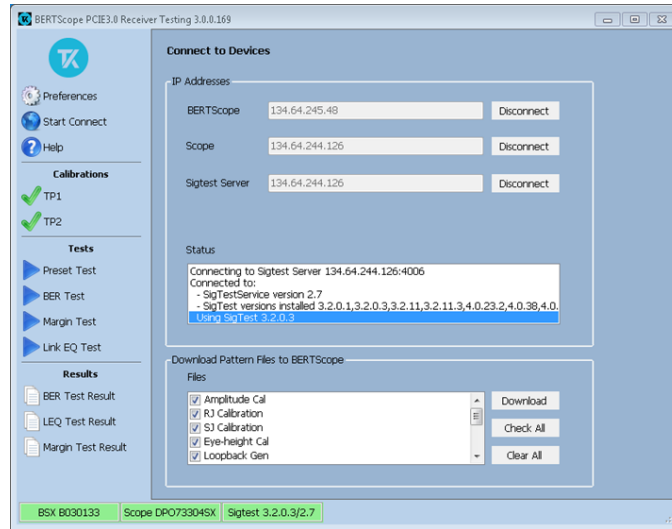 BERTScope PCIE3.0 Receiver Testing 3.0.0.169
Preferences
Start Connect
Help
Calibrations
TP1
TP2
Tests
Preset Test
BER Test
Margin Test
Link EQ Test
Results
BER Test Result
LEQ Test Result
Margin Test Result
Connect to Devices
IP Addresses
BERTScope 134.64.245.48 Disconnect
Scope 134.64.244.126 Disconnect
Sigtest Server 134.64.244.126 Disconnect
Status
Connecting to Sigtest Server 134.64.244.126:4006
Connected to:
- SigTestService version 2.7
- SigTest versions installed 3.2.0.1,3.2.0.3,3.2.11,3.2.11.3,4.0.23.2,4.0.38,4.0.
Using SigTest 3.2.0.3
Download Pattern Files to BERTScope
Files
Amplitude Cal
RJ Calibration
SJ Calibration
Eye-height Cal
Loopback Gen
Download
Check All
Clear All
BSX B030133 Scope DPO73304SX Sigtest 3.2.0.3/2.7